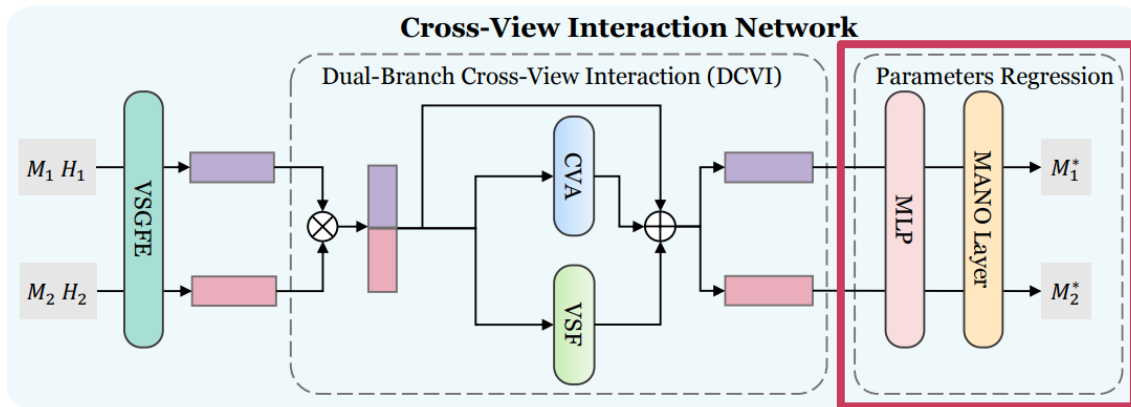 Cross-View Interaction Network
Dual-Branch Cross-View Interaction (DCVI)
Parameters Regression
M₁ H₁
M₂ H₂
VSGFE
CVA
VSF
MLP
MANO Layer
M₁*
M₂*